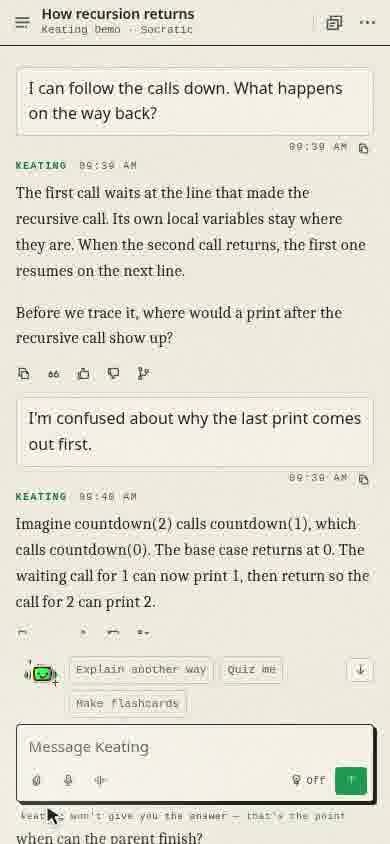 How recursion returns
Keating Demo · Socratic
I can follow the calls down. What happens
on the way back?
09:39 AM
KEATING 09:39 AM
The first call waits at the line that made the
recursive call. Its own local variables stay where
they are. When the second call returns, the first one
resumes on the next line.
Before we trace it, where would a print after the
recursive call show up?
I'm confused about why the last print comes
out first.
09:39 AM
KEATING 09:40 AM
Imagine countdown(2) calls countdown(1), which
calls countdown(0). The base case returns at 0. The
waiting call for 1 can now print 1, then return so the
call for 2 can print 2.
Explain another way
Quiz me
Make flashcards
Message Keating
Off
won't give you the answer — that's the point
when can the parent finish?